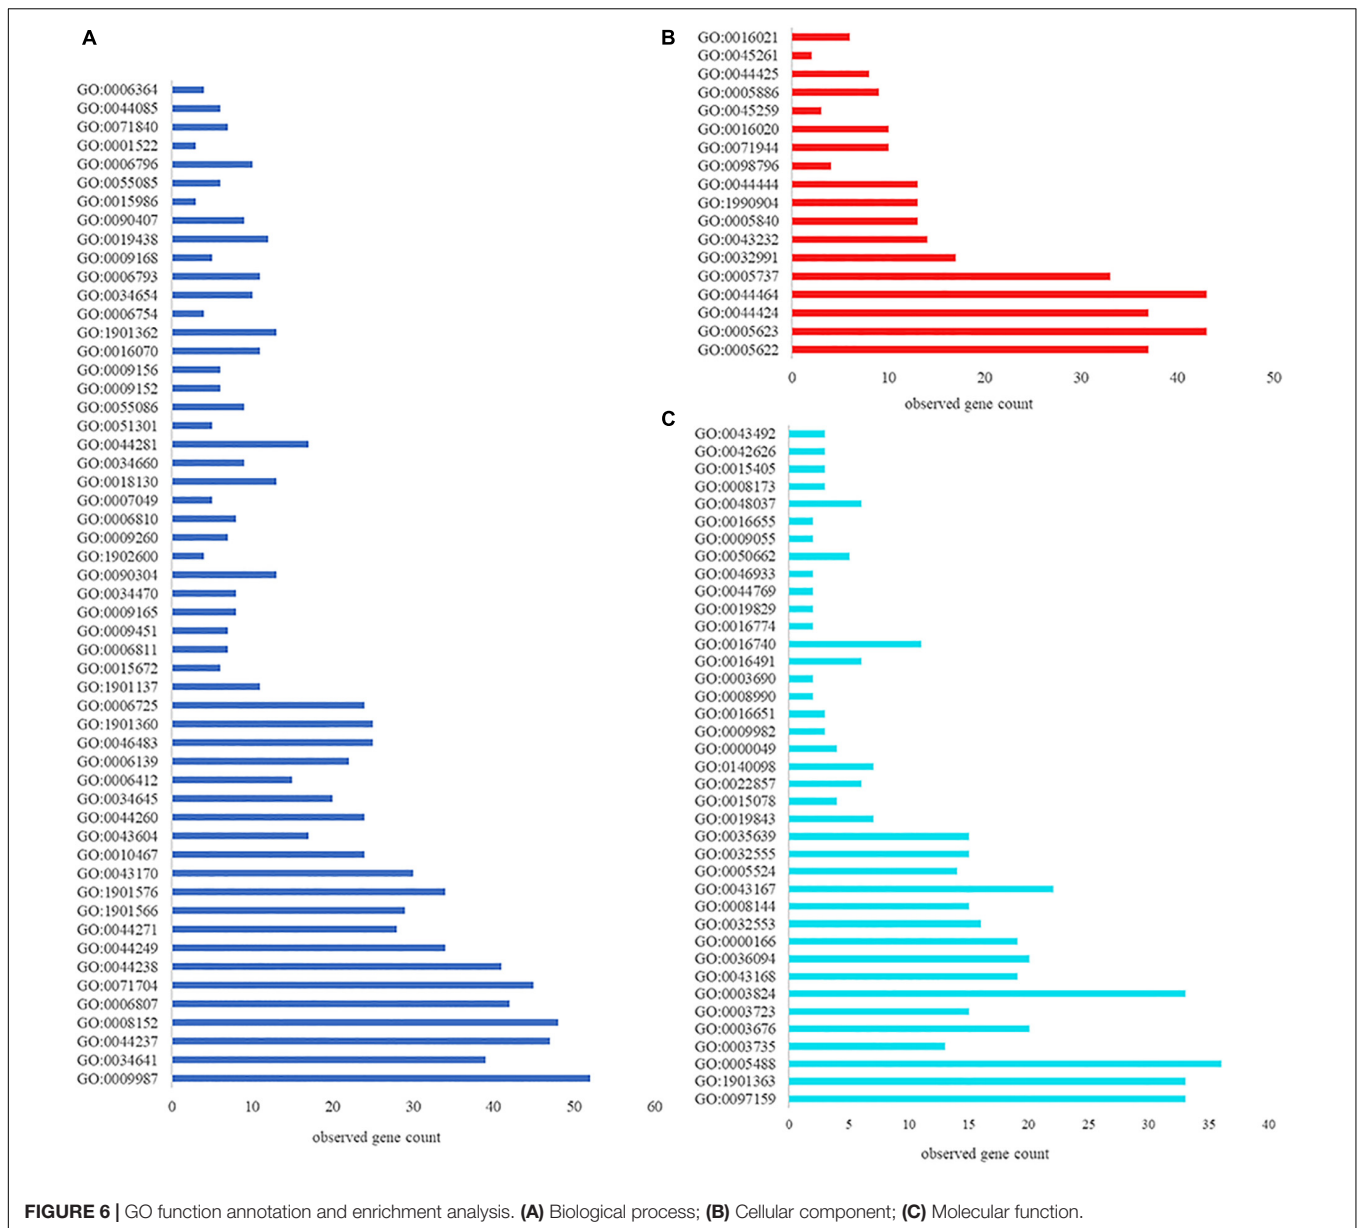 A
GO:0006364
GO:0044085
GO:0071840
GO:0001522
GO:0006796
GO:0055085
GO:0015986
GO:0090407
GO:0019438
GO:0009168
GO:0006793
GO:0034654
GO:0006754
GO:1901362
GO:0016070
GO:0009156
GO:0009152
GO:0055086
GO:0051301
GO:0044281
GO:0034660
GO:0018130
GO:0007049
GO:0006810
GO:0009260
GO:1902600
GO:0090304
GO:0034470
GO:0009165
GO:0009451
GO:0006811
GO:0015672
GO:1901137
GO:0006725
GO:1901360
GO:0046483
GO:0006139
GO:0006412
GO:0034645
GO:0044260
GO:0043604
GO:0010467
GO:0043170
GO:1901576
GO:1901566
GO:0044271
GO:0044249
GO:0044238
GO:0071704
GO:0006807
GO:0008152
GO:0044237
GO:0034641
GO:0009987
0 10 20 30 40 50 60
observed gene count
B
GO:0016021
GO:0045261
GO:0044425
GO:0005886
GO:0045259
GO:0016020
GO:0071944
GO:0098796
GO:0044444
GO:1990904
GO:0005840
GO:0043232
GO:0032991
GO:0005737
GO:0044464
GO:0044424
GO:0005623
GO:0005622
0 10 20 30 40 50
observed gene count
C
GO:0043492
GO:0042626
GO:0015405
GO:0008173
GO:0048037
GO:0016655
GO:0009055
GO:0050662
GO:0046933
GO:0044769
GO:0019829
GO:0016774
GO:0016740
GO:0016491
GO:0003690
GO:0008990
GO:0016651
GO:0009982
GO:0000049
GO:0140098
GO:0022857
GO:0015078
GO:0019843
GO:0035639
GO:0032555
GO:0005524
GO:0043167
GO:0008144
GO:0032553
GO:0000166
GO:0036094
GO:0043168
GO:0003824
GO:0003723
GO:0003676
GO:0003735
GO:0005488
GO:1901363
GO:0097159
0 5 10 15 20 25 30 35 40
observed gene count
FIGURE 6 | GO function annotation and enrichment analysis. (A) Biological process; (B) Cellular component; (C) Molecular function.